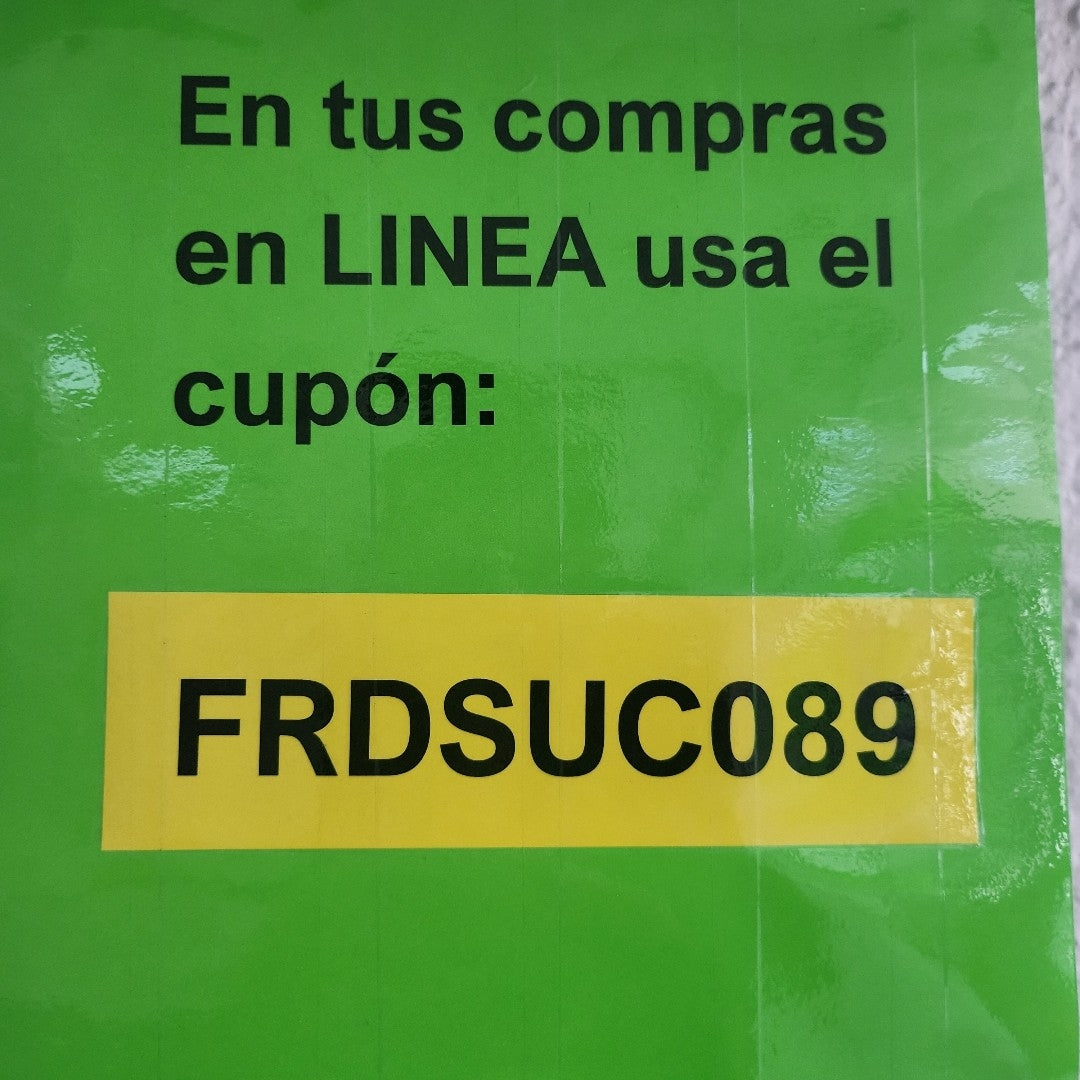 En tus compras
en LINEA usa el
cupón:
FRDSUC089